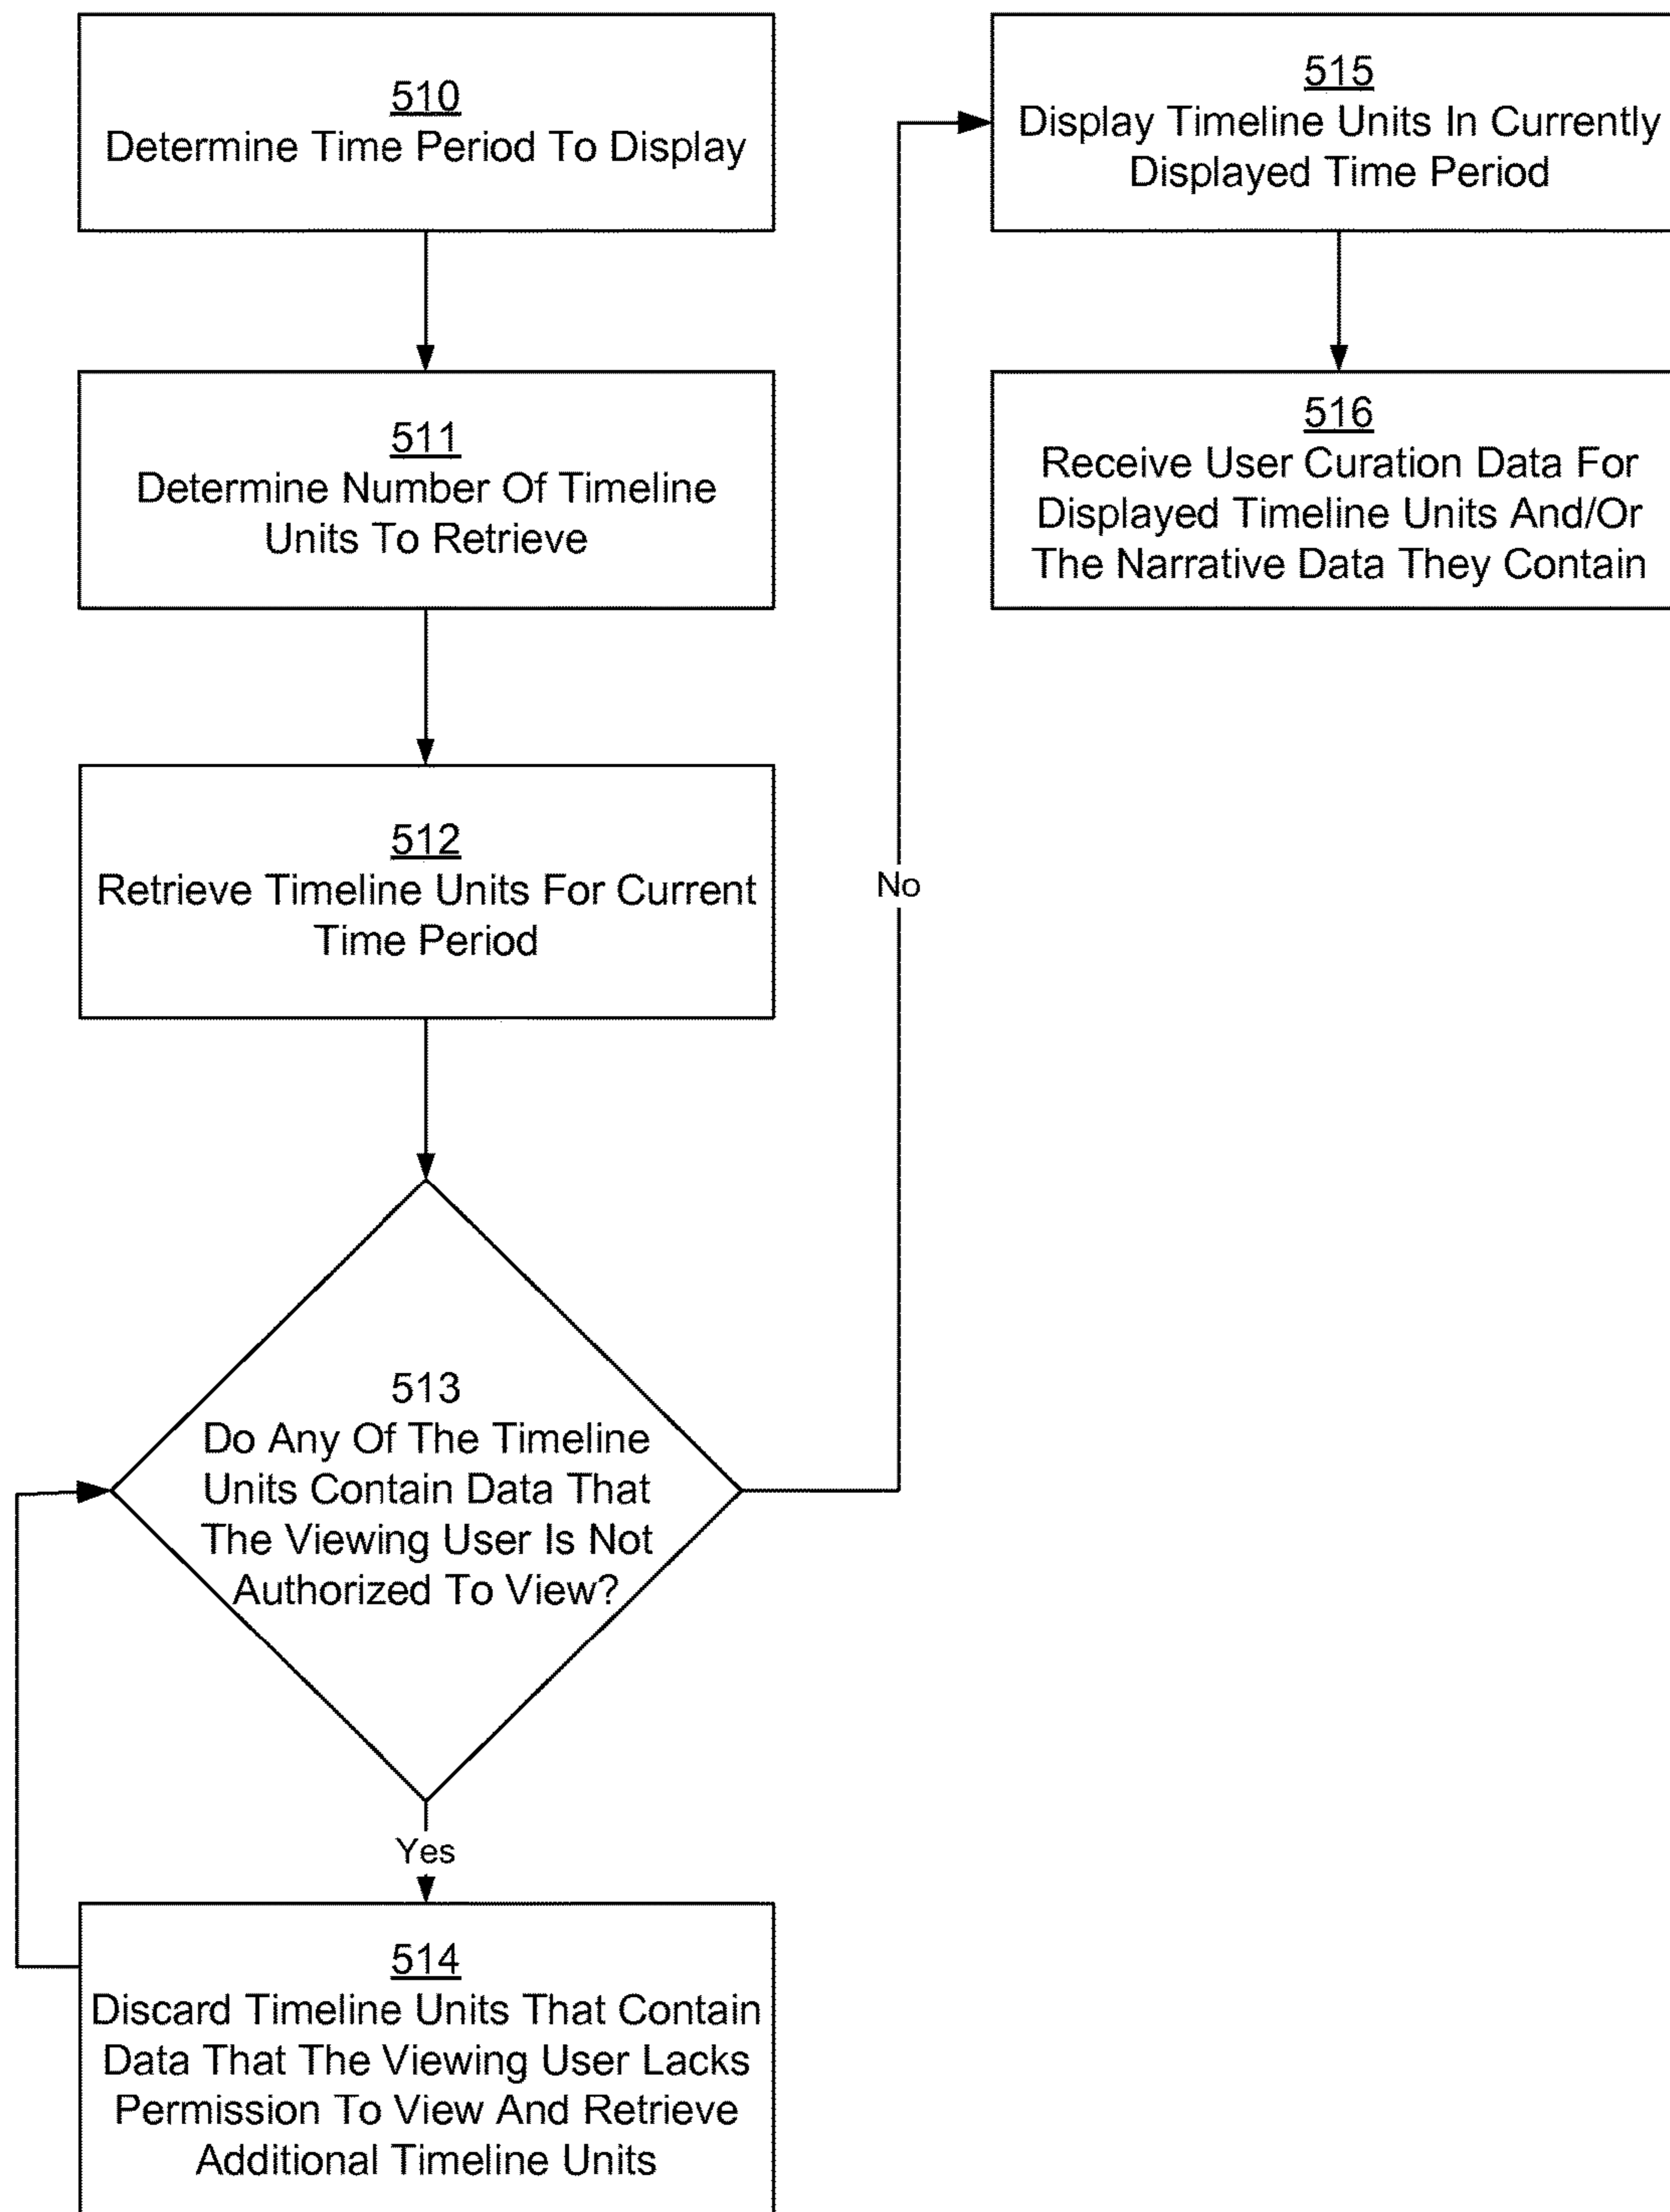 510
Determine Time Period To Display
511
Determine Number Of Timeline
Units To Retrieve
512
Retrieve Timeline Units For Current
Time Period
513
Do Any Of The Timeline
Units Contain Data That
The Viewing User Is Not
Authorized To View?
Yes
514
Discard Timeline Units That Contain
Data That The Viewing User Lacks
Permission To View And Retrieve
Additional Timeline Units
No
515
Display Timeline Units In Currently
Displayed Time Period
516
Receive User Curation Data For
Displayed Timeline Units And/Or
The Narrative Data They Contain